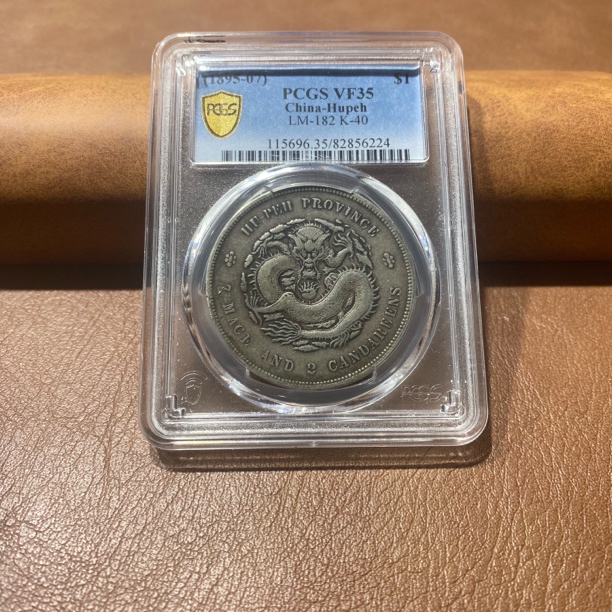 (1895-07) $1
PCGS VF35
China-Hupeh
LM-182 K-40
115696.35/82856224
PCGS
HU-PEH PROVINCE
7 MACE AND 2 CANDAREENS